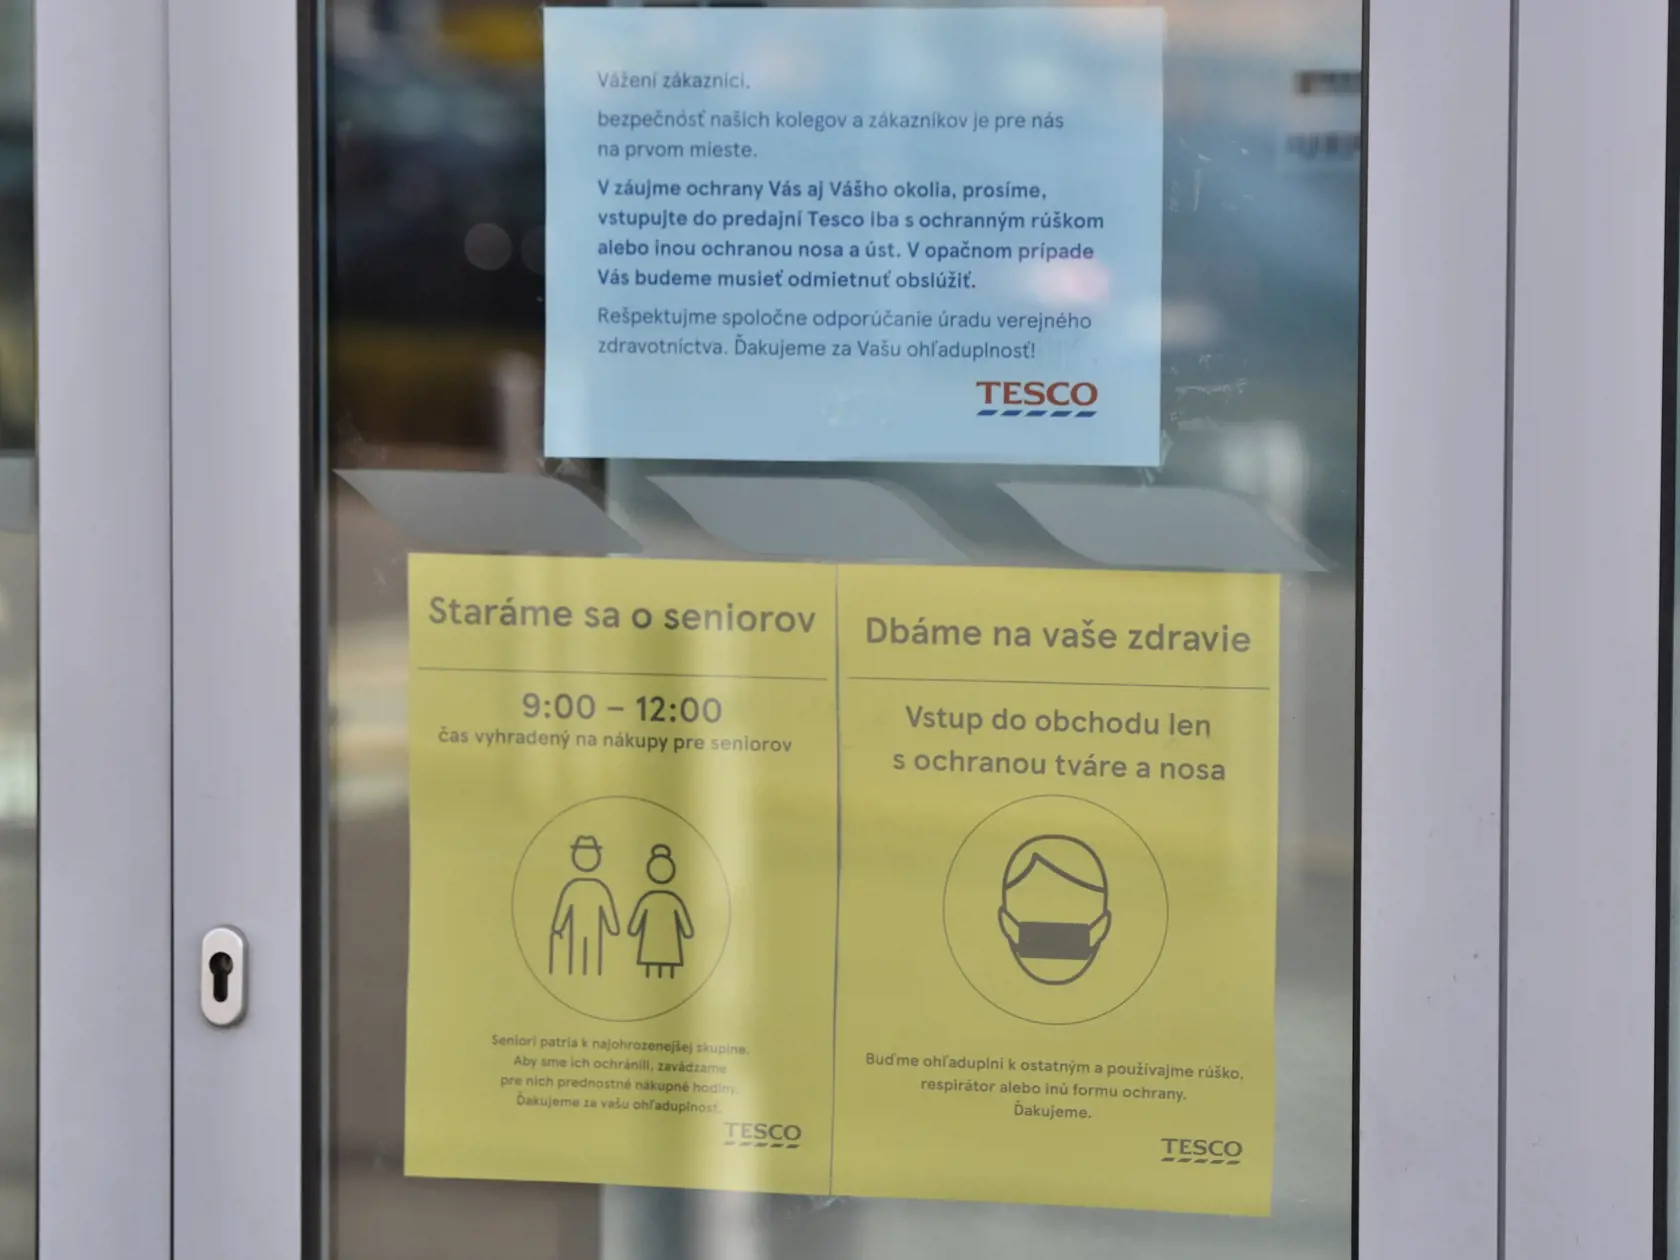 Vážení zákazníci,
bezpečnosť našich kolegov a zákazníkov je pre nás
na prvom mieste.
V záujme ochrany Vás aj Vášho okolia, prosíme,
vstupujte do predajní Tesco iba s ochranným rúškom
alebo inou ochranou nosa a úst. V opačnom prípade
Vás budeme musieť odmietnuť obslúžiť.
Rešpektujme spoločne odporúčanie úradu verejného
zdravotníctva. Ďakujeme za Vašu ohľaduplnosť!
TESCO
Staráme sa o seniorov
9:00 – 12:00
čas vyhradený na nákupy pre seniorov
Seniori patria k najohrozenejšej skupine.
Aby sme ich ochránili, zavádzame
pre nich prednostné nákupné hodiny.
Ďakujeme za vašu ohľaduplnosť.
TESCO
Dbáme na vaše zdravie
Vstup do obchodu len
s ochranou tváre a nosa
Buďme ohľaduplní k ostatným a používajme rúško,
respirátor alebo inú formu ochrany.
Ďakujeme.
TESCO